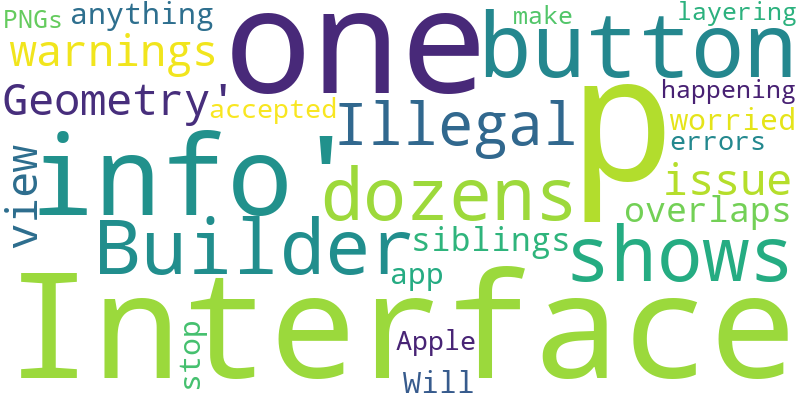 PNGs
anything
one
make
layering
warnings
button
Geometry'
accepted
Illegal
p
happening
worried
errors
view
info'
dozens
issue
overlaps
Builder
siblings
shows
app
Interface
stop
Apple
Will